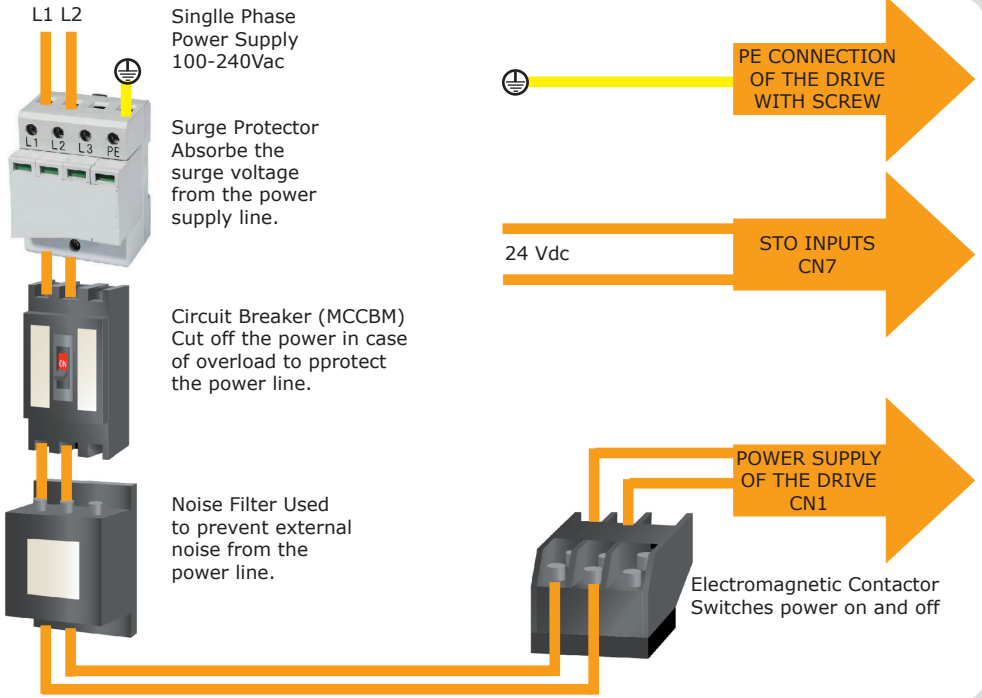 L1 L2
Singlle Phase
Power Supply
100-240Vac
L1 L2 L3 PE
Surge Protector
Absorbe the
surge voltage
from the power
supply line.
ON
Circuit Breaker (MCCBM)
Cut off the power in case
of overload to pprotect
the power line.
Noise Filter Used
to prevent external
noise from the
power line.
PE CONNECTION
OF THE DRIVE
WITH SCREW
24 Vdc
STO INPUTS
CN7
POWER SUPPLY
OF THE DRIVE
CN1
Electromagnetic Contactor
Switches power on and off